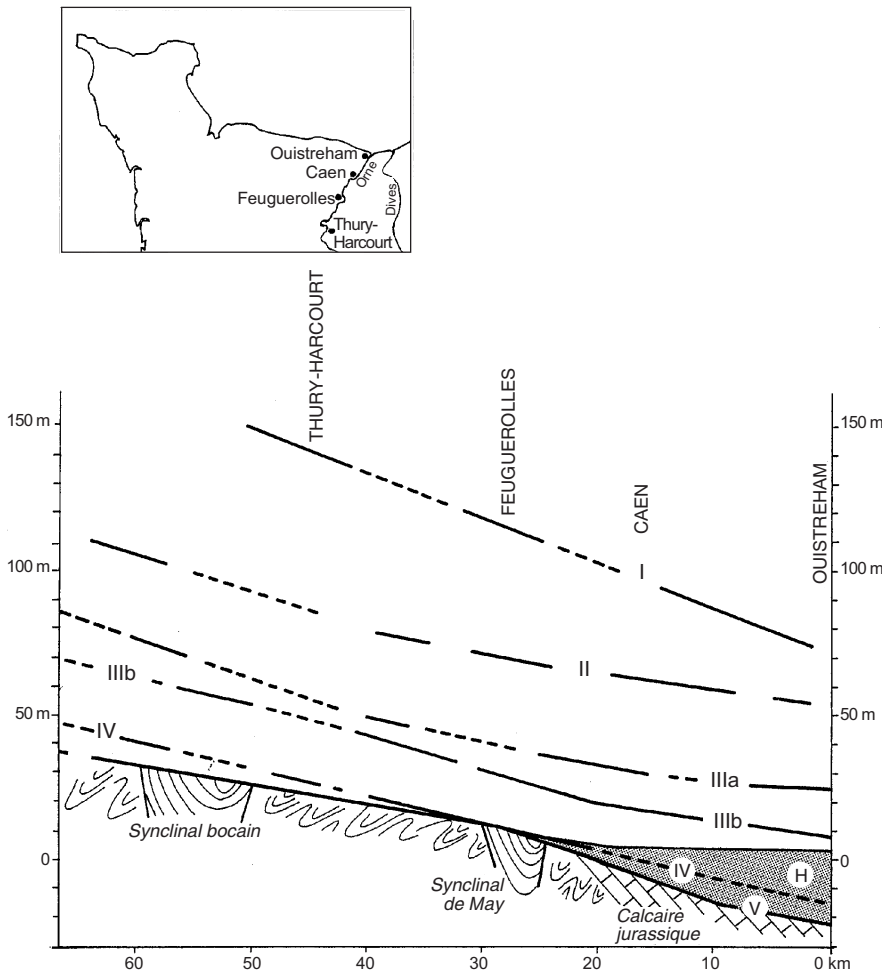 Ouistreham
Caen
Orne
Feuguerolles
Dives
Thury-
Harcourt
THURY-HARCOURT
FEUGUEROLLES
CAEN
OUISTREHAM
150 m
150 m
100 m
100 m
I
II
IIIb
50 m
50 m
IV
IIIa
IIIb
Synclinal bocain
0
0
IV
H
Synclinal
de May
V
Calcaire
jurassique
60
50
40
30
20
10
0 km